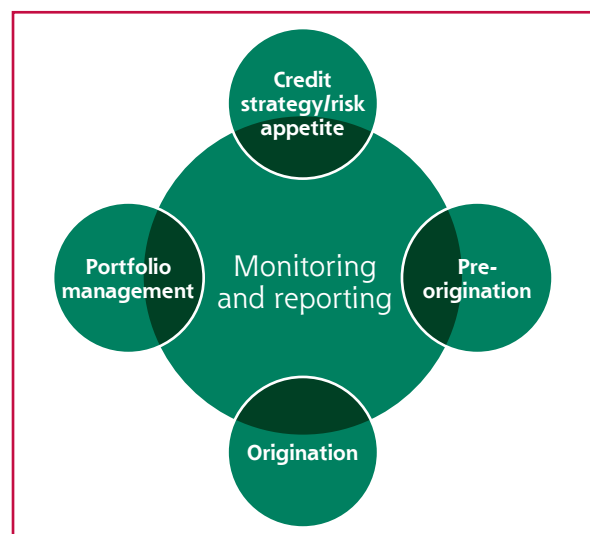 Credit
strategy/risk
appetite
Portfolio
management
Monitoring
and reporting
Pre-
origination
Origination